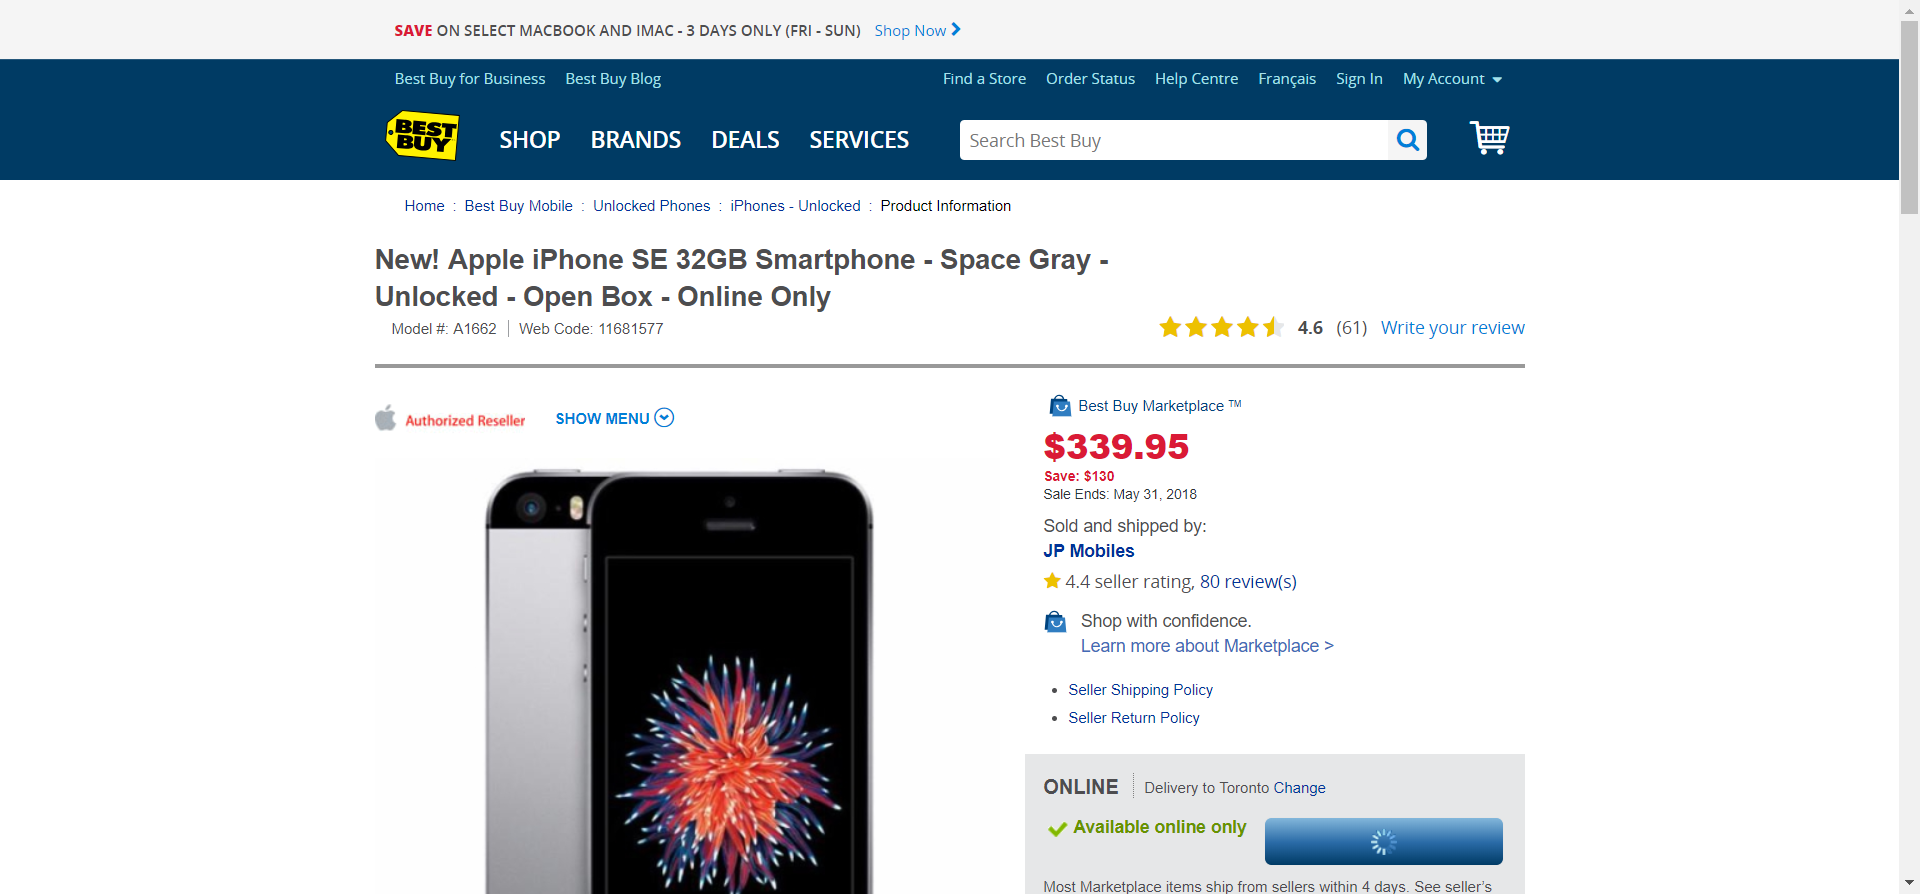 SAVE ON SELECT MACBOOK AND IMAC - 3 DAYS ONLY (FRI - SUN) Shop Now
Best Buy for Business Best Buy Blog Find a Store Order Status Help Centre Français Sign In My Account
BEST BUY
SHOP BRANDS DEALS SERVICES Search Best Buy
Home : Best Buy Mobile : Unlocked Phones : iPhones - Unlocked : Product Information
New! Apple iPhone SE 32GB Smartphone - Space Gray -
Unlocked - Open Box - Online Only
Model #: A1662 Web Code: 11681577
4.6 (61) Write your review
Authorized Reseller SHOW MENU
Best Buy Marketplace TM
$339.95
Save: $130
Sale Ends: May 31, 2018
Sold and shipped by:
JP Mobiles
4.4 seller rating, 80 review(s)
Shop with confidence.
Learn more about Marketplace >
Seller Shipping Policy
Seller Return Policy
ONLINE Delivery to Toronto Change
Available online only
Most Marketplace items ship from sellers within 4 days. See seller's